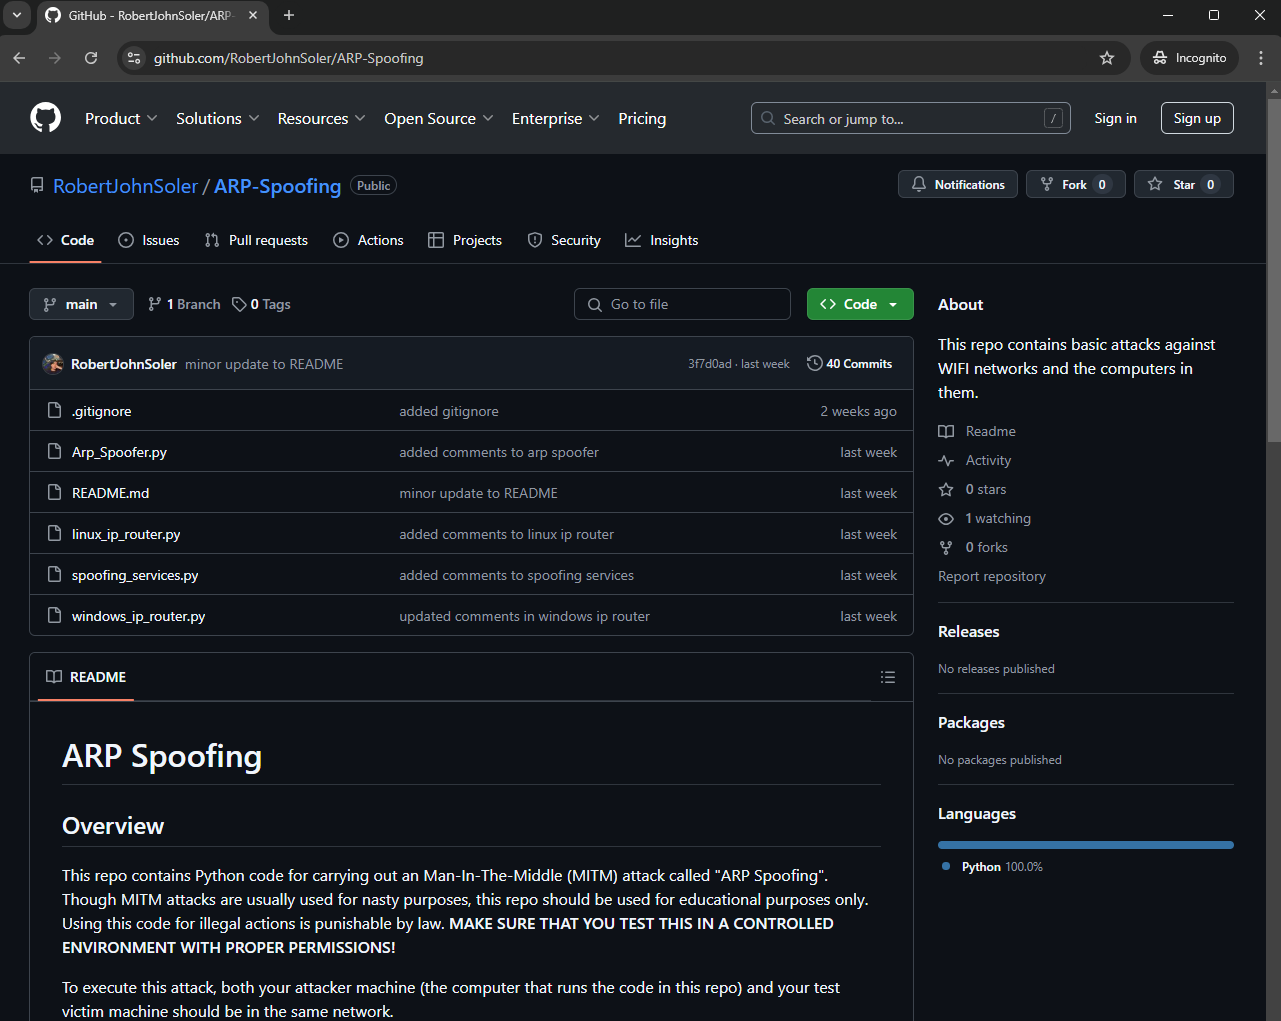 GitHub - RobertJohnSoler/ARP-
github.com/RobertJohnSoler/ARP-Spoofing
Incognito
Product
Solutions
Resources
Open Source
Enterprise
Pricing
Search or jump to...
/
Sign in
Sign up
RobertJohnSoler / ARP-Spoofing
Public
Notifications
Fork 0
Star 0
Code
Issues
Pull requests
Actions
Projects
Security
Insights
main
1 Branch
0 Tags
Go to file
Code
RobertJohnSoler minor update to README
3f7d0ad · last week
40 Commits
.gitignore added gitignore 2 weeks ago
Arp_Spoofer.py added comments to arp spoofer last week
README.md minor update to README last week
linux_ip_router.py added comments to linux ip router last week
spoofing_services.py added comments to spoofing services last week
windows_ip_router.py updated comments in windows ip router last week
README
ARP Spoofing
Overview
This repo contains Python code for carrying out an Man-In-The-Middle (MITM) attack called "ARP Spoofing".
Though MITM attacks are usually used for nasty purposes, this repo should be used for educational purposes only.
Using this code for illegal actions is punishable by law. MAKE SURE THAT YOU TEST THIS IN A CONTROLLED
ENVIRONMENT WITH PROPER PERMISSIONS!
To execute this attack, both your attacker machine (the computer that runs the code in this repo) and your test
victim machine should be in the same network.
About
This repo contains basic attacks against
WIFI networks and the computers in
them.
Readme
Activity
0 stars
1 watching
0 forks
Report repository
Releases
No releases published
Packages
No packages published
Languages
Python 100.0%